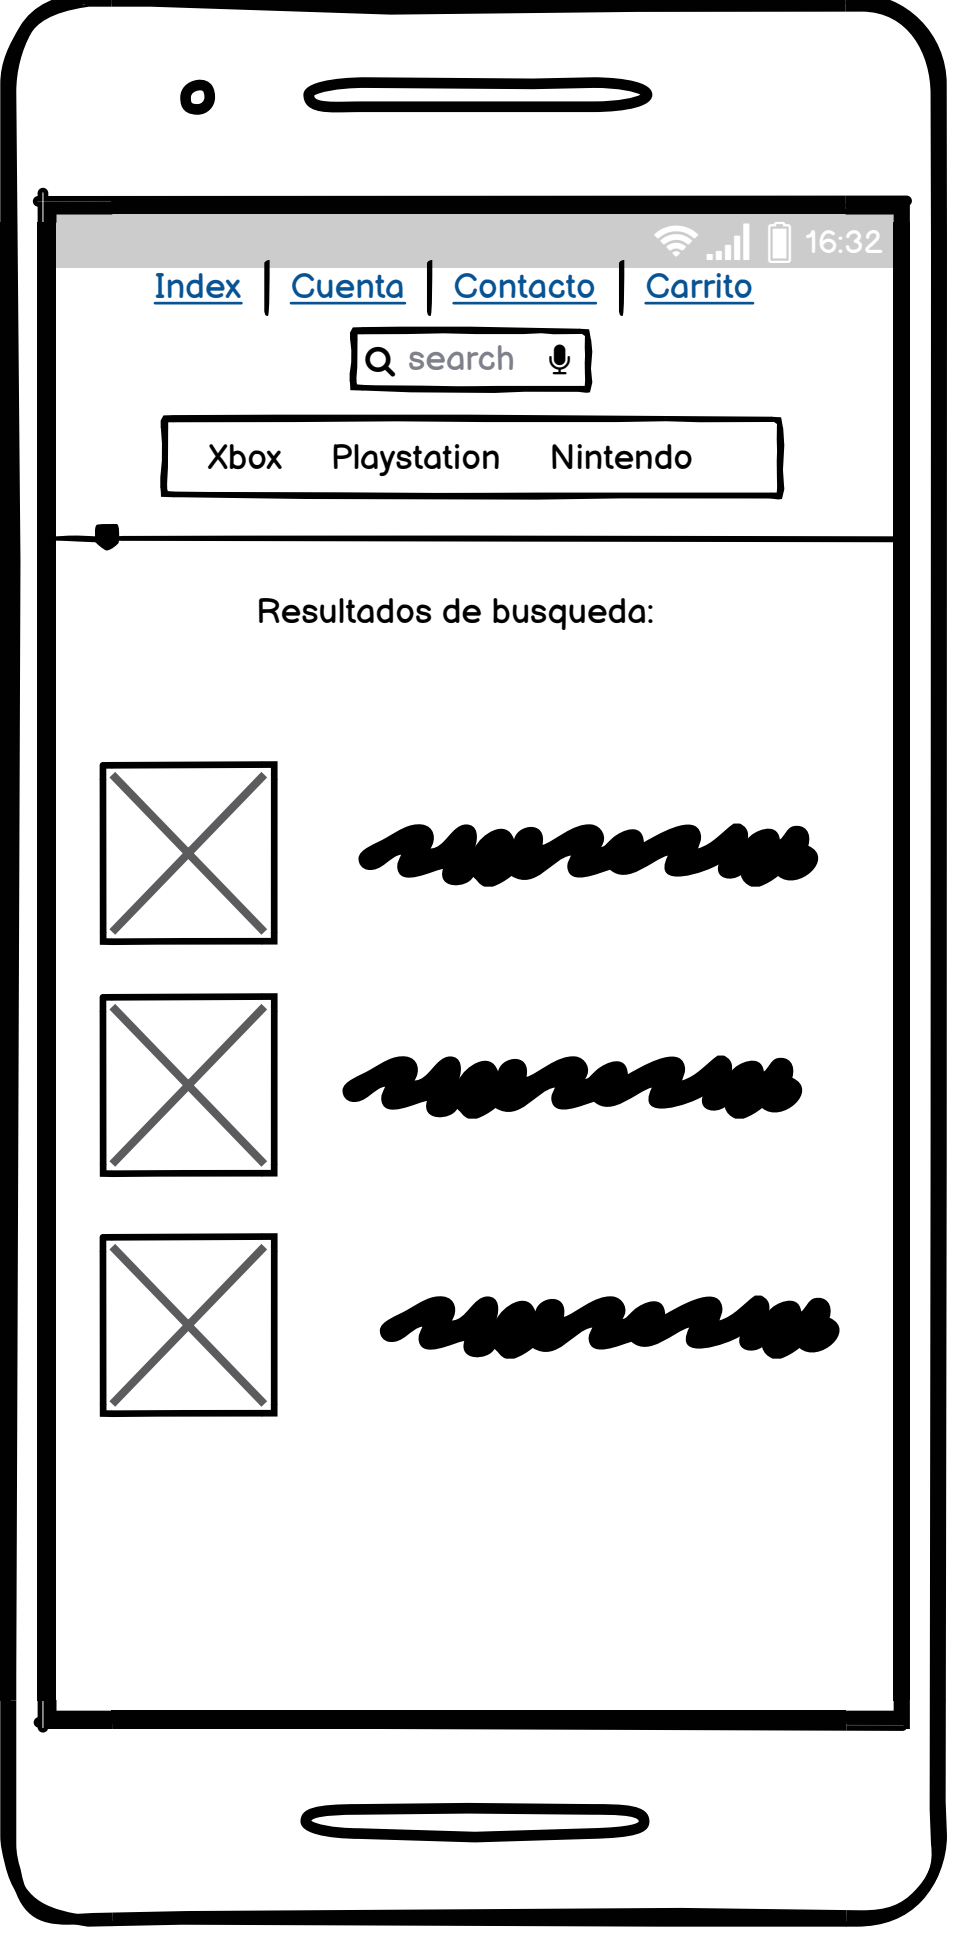 16:32
Index Cuenta Contacto Carrito
search
Xbox Playstation Nintendo
Resultados de busqueda: